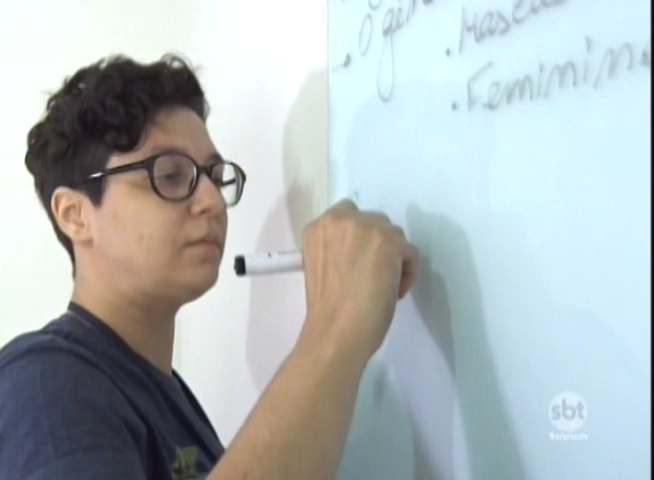 . O gên
. Mascu
. Feminin
sbt